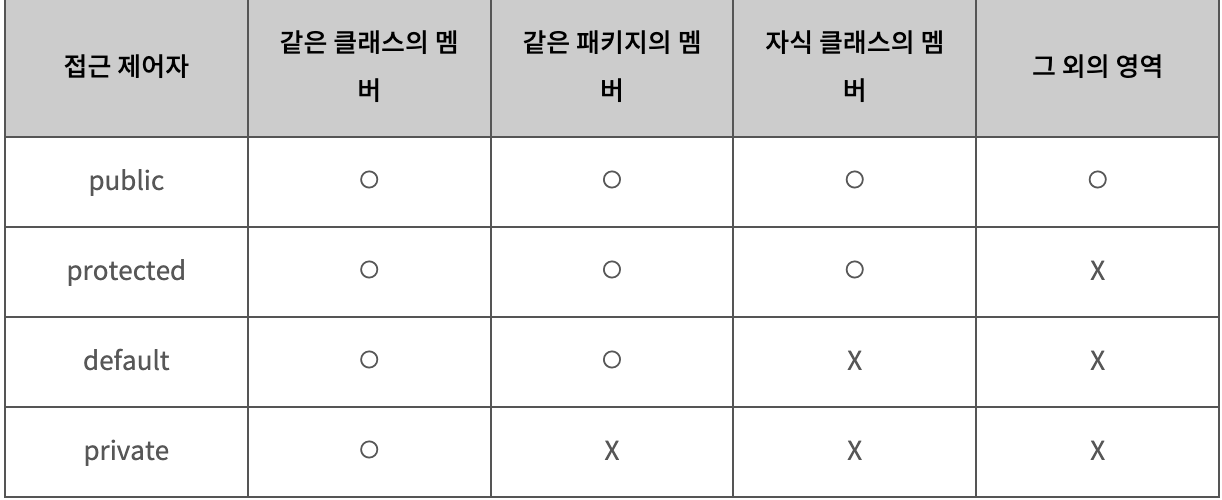 접근 제어자 같은 클래스의 멤버 같은 패키지의 멤버 자식 클래스의 멤버 그 외의 영역
public ○ ○ ○ ○
protected ○ ○ ○ X
default ○ ○ X X
private ○ X X X